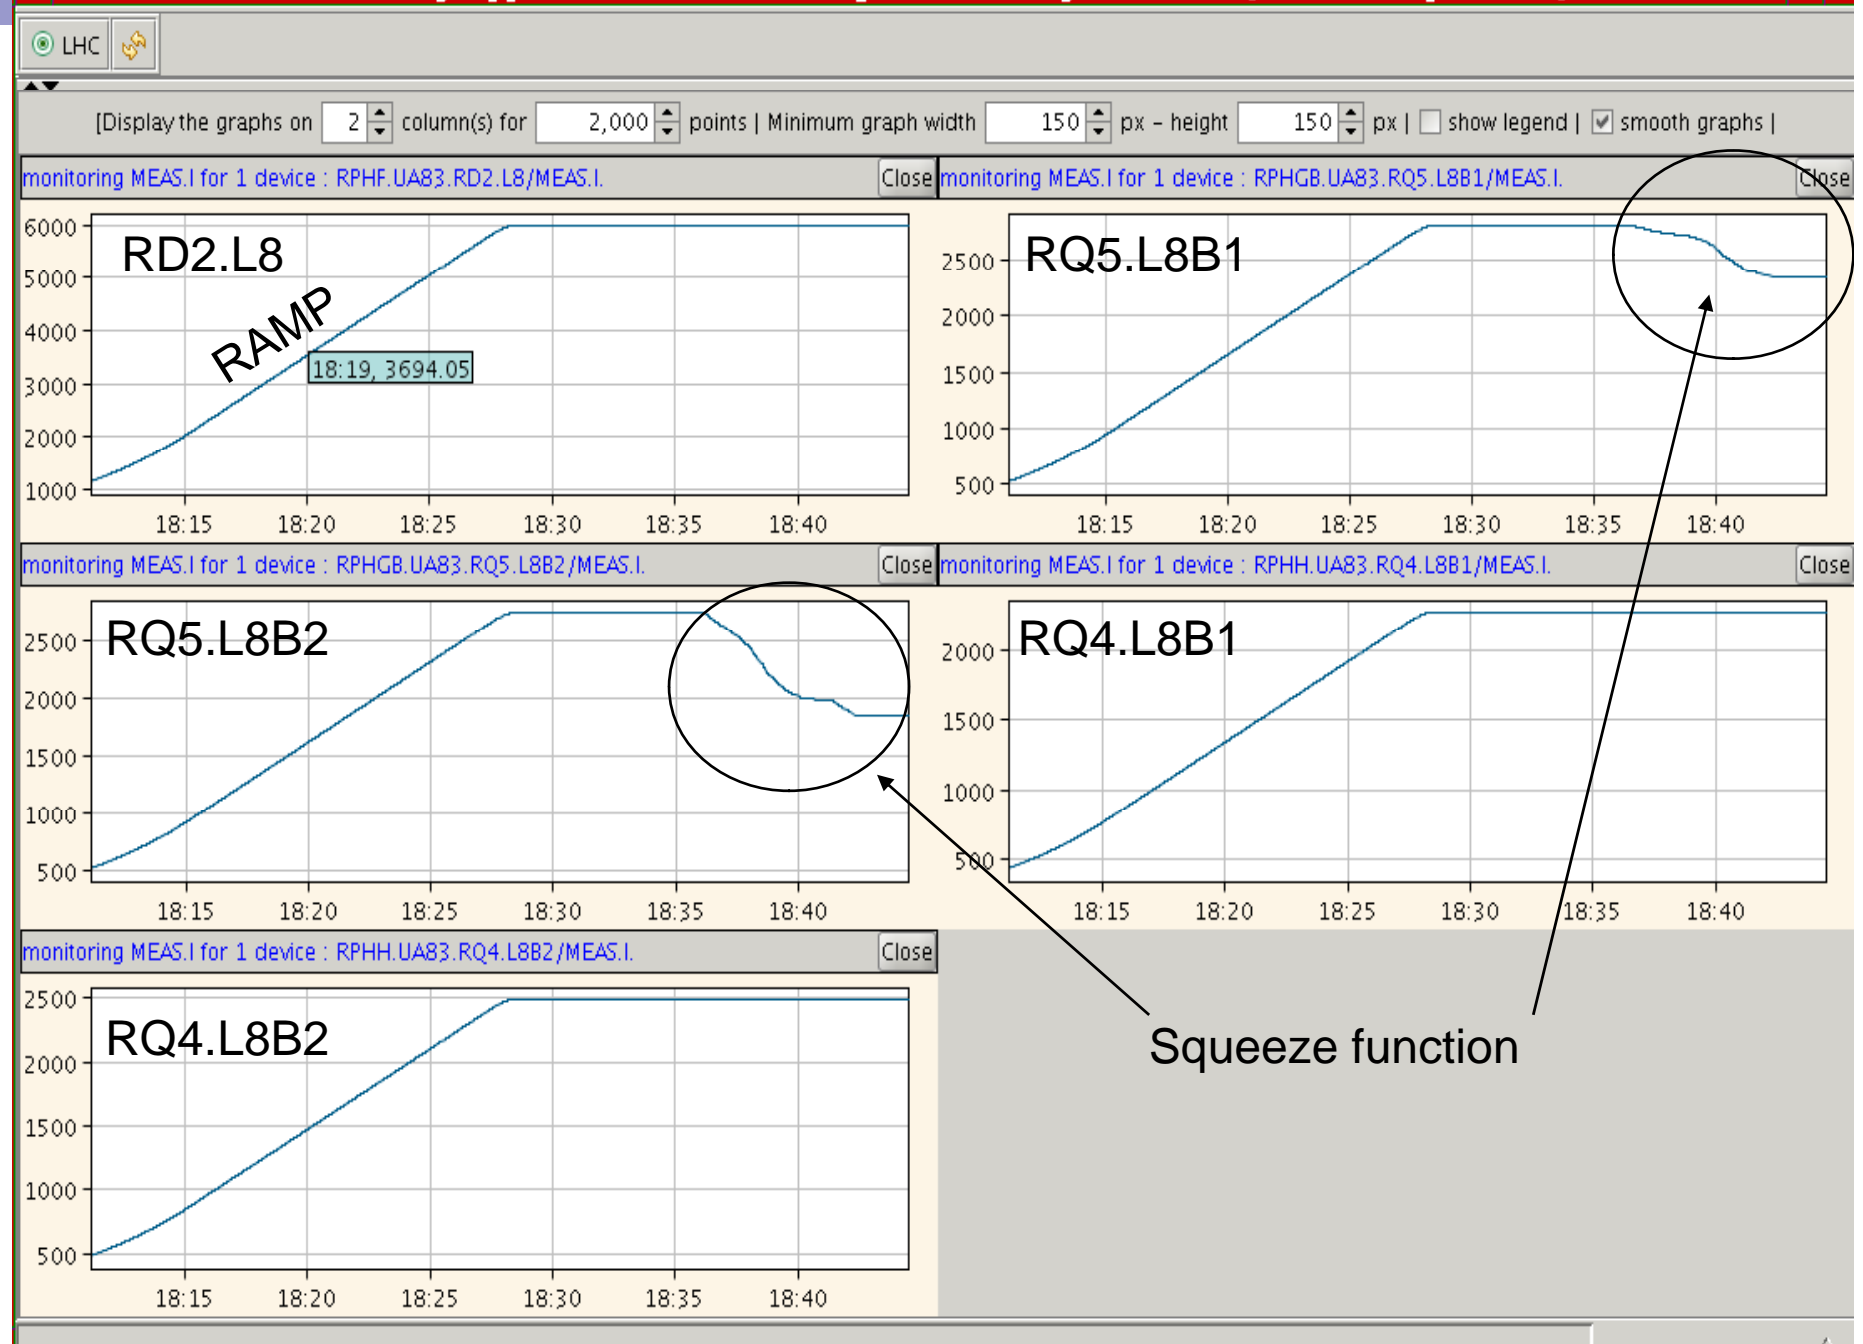 LHC
[Display the graphs on 2 column(s) for 2,000 points | Minimum graph width 150 px – height 150 px | show legend | smooth graphs |
monitoring MEAS.I for 1 device : RPHF.UA83.RD2.L8/MEAS.I. Close
6000
5000
4000
3000
2000
1000
RD2.L8
RAMP
18:19, 3694.05
18:15 18:20 18:25 18:30 18:35 18:40
monitoring MEAS.I for 1 device : RPHGB.UA83.RQ5.L8B1/MEAS.I. Close
2500
2000
1500
1000
500
RQ5.L8B1
18:15 18:20 18:25 18:30 18:35 18:40
monitoring MEAS.I for 1 device : RPHGB.UA83.RQ5.L8B2/MEAS.I. Close
2500
2000
1500
1000
500
RQ5.L8B2
18:15 18:20 18:25 18:30 18:35 18:40
monitoring MEAS.I for 1 device : RPHH.UA83.RQ4.L8B1/MEAS.I. Close
2000
1500
1000
500
RQ4.L8B1
18:15 18:20 18:25 18:30 18:35 18:40
monitoring MEAS.I for 1 device : RPHH.UA83.RQ4.L8B2/MEAS.I. Close
2500
2000
1500
1000
500
RQ4.L8B2
18:15 18:20 18:25 18:30 18:35 18:40
Squeeze function